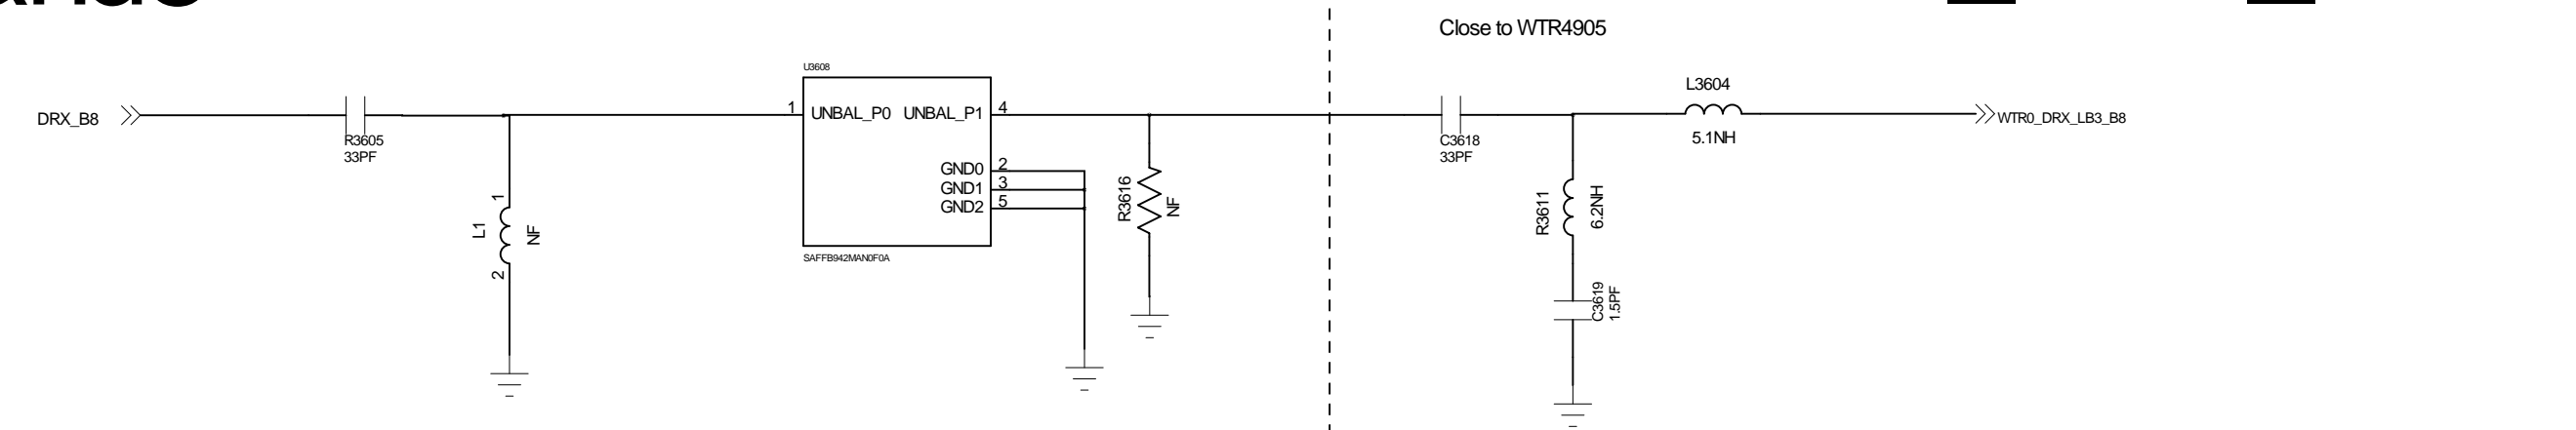 Close to WTR4905
U3608
L3604
DRX_B8
1
UNBAL_P0
UNBAL_P1
4
WTR0_DRX_LB3_B8
R3605
33PF
C3618
33PF
5.1NH
GND0
2
GND1
3
GND2
5
R3616
NF
R3611
6.2NH
1
L1
NF
2
SAFFB942MAN0F0A
C3619
1.5PF